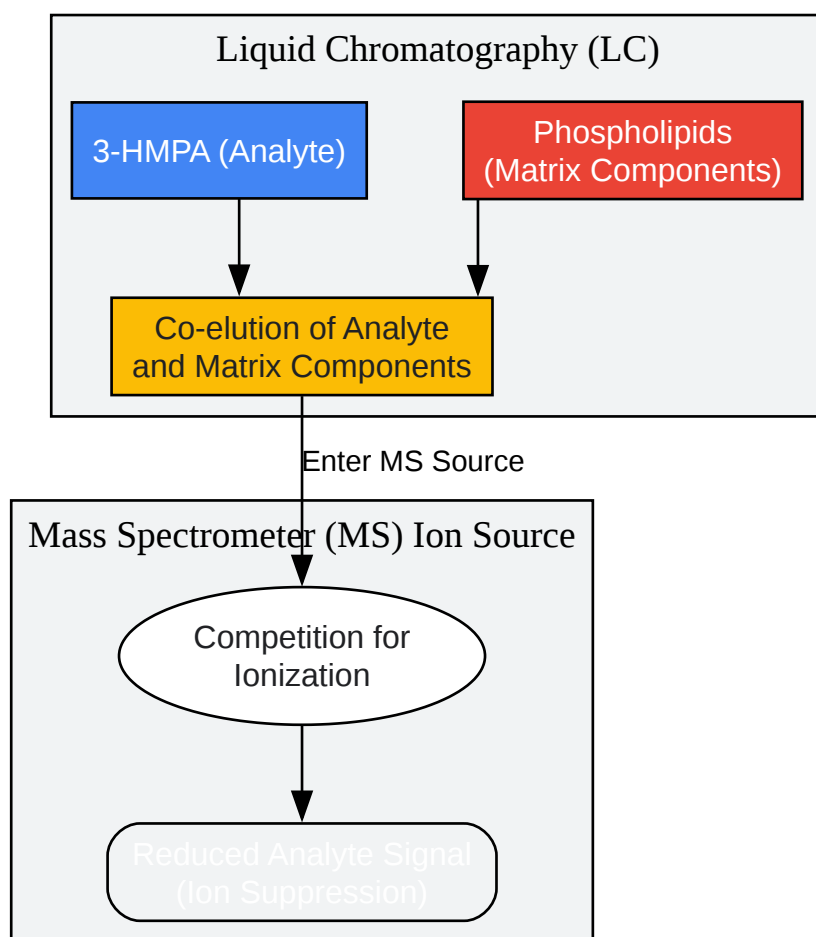 Liquid Chromatography (LC)
3-HMPA (Analyte)
Phospholipids
(Matrix Components)
Co-elution of Analyte
and Matrix Components
Enter MS Source
Mass Spectrometer (MS) Ion Source
Competition for
Ionization
Reduced Analyte Signal
(Ion Suppression)